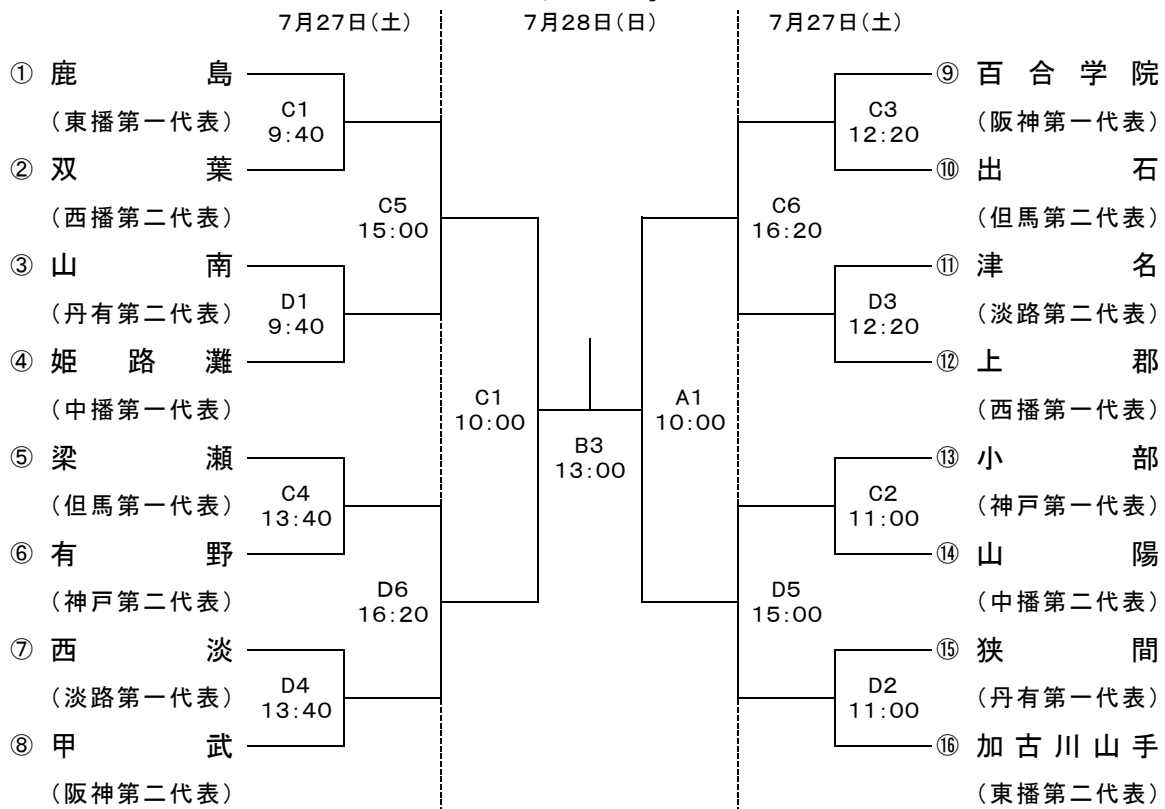 7月27日(土) 7月28日(日) 7月27日(土)
① 鹿島
(東播第一代表)
C1
9:40
② 双葉
(西播第二代表)
C5
15:00
③ 山南
(丹有第二代表)
D1
9:40
④ 姫路灘
(中播第一代表)
C1
10:00
⑤ 梁瀬
(但馬第一代表)
C4
13:40
⑥ 有野
(神戸第二代表)
D6
16:20
⑦ 西淡
(淡路第一代表)
D4
13:40
⑧ 甲武
(阪神第二代表)
B3
13:00
A1
10:00
⑨ 百合学院
(阪神第一代表)
C3
12:20
⑩ 出石
(但馬第二代表)
C6
16:20
⑪ 津名
(淡路第二代表)
D3
12:20
⑫ 上郡
(西播第一代表)
⑬ 小部
(神戸第一代表)
C2
11:00
⑭ 山陽
(中播第二代表)
D5
15:00
⑮ 狭間
(丹有第一代表)
D2
11:00
⑯ 加古川山手
(東播第二代表)